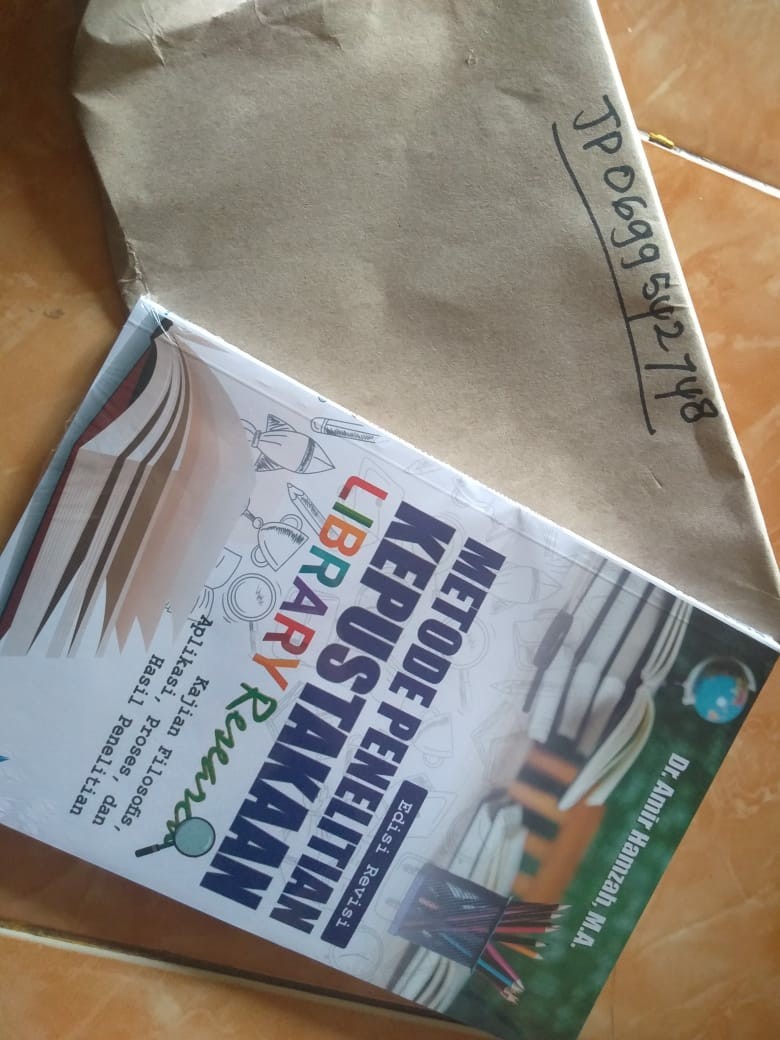 JP0699542748
Dr. Amir Hamzah, M.A.
Edisi Revisi
METODE PENELITIAN
KEPUSTAKAAN
LIBRARY Research
Kajian Filosofis,
Aplikasi, Proses, dan
Hasil Penelitian